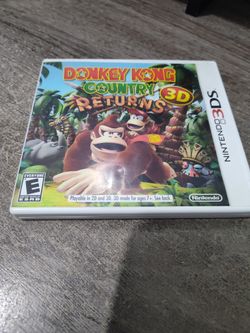 DONKEY KONG
COUNTRY
RETURNS 3D
NINTENDO 3DS
EVERYONE
E
ESRB
Playable in 2D and 3D. 3D mode for ages 7+. See back.
Nintendo